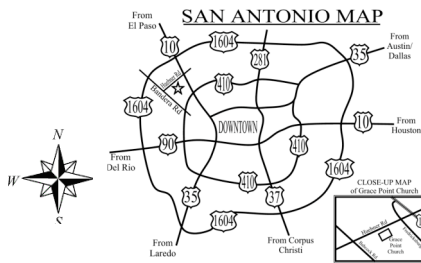 SAN ANTONIO MAP
From
El Paso
From
Austin/
Dallas
1604
10
281
35
410
Huebner Rd
Bandera Rd
1604
DOWNTOWN
10
From
Houston
90
410
From
Del Rio
1604
410
35
37
1604
From
Laredo
From Corpus
Christi
N
W
CLOSE-UP MAP
of Grace Point Church
Huebner Rd
Grace
Point
Church